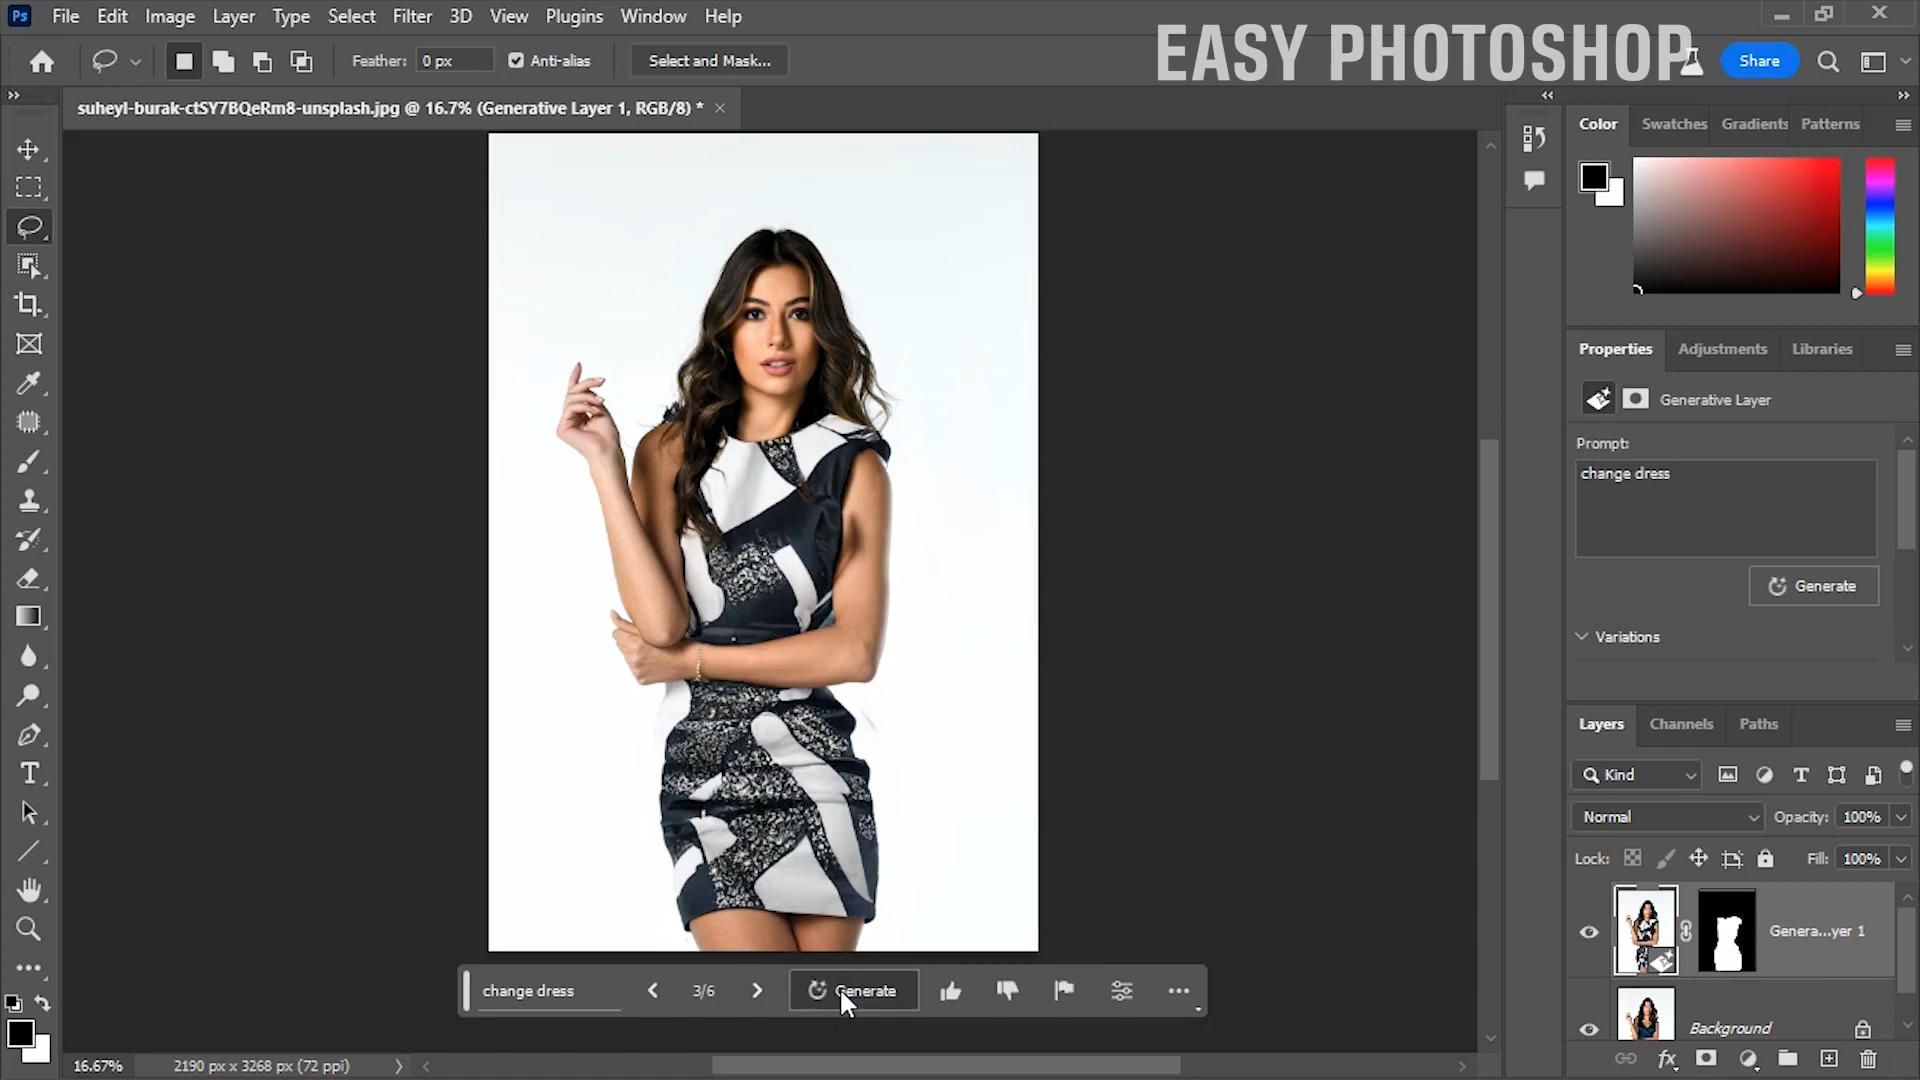 Ps File Edit Image Layer Type Select Filter 3D View Plugins Window Help
EASY PHOTOSHOP
Feather: 0 px Anti-alias Select and Mask... Share
suheyl-burak-ctSY7BQeRm8-unsplash.jpg @ 16.7% (Generative Layer 1, RGB/8) *
Color Swatches Gradients Patterns
Properties Adjustments Libraries
Generative Layer
Prompt:
change dress
Generate
Variations
Layers Channels Paths
Kind
Normal Opacity: 100%
Lock: Fill: 100%
Genera...yer 1
Background
change dress 3/6 Generate
16.67% 2190 px x 3268 px (72 ppi)